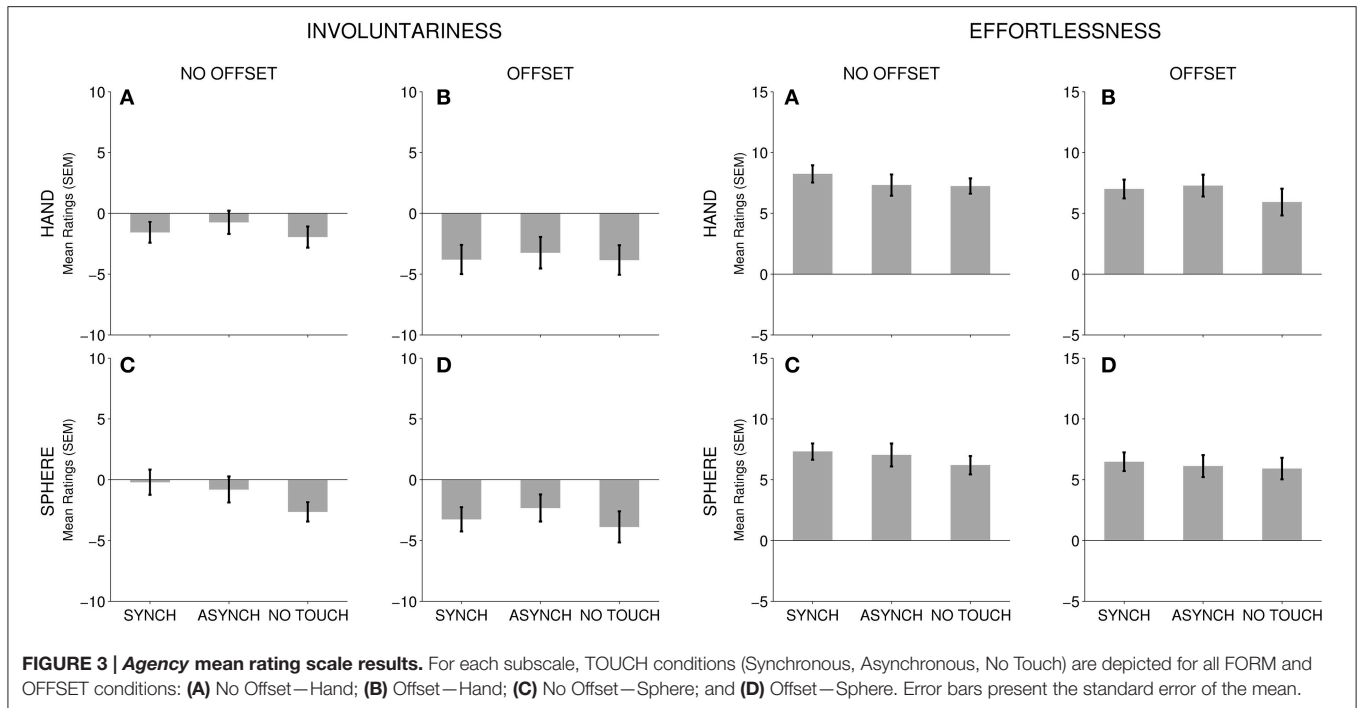 INVOLUNTARINESS
EFFORTLESSNESS
NO OFFSET
OFFSET
NO OFFSET
OFFSET
A
B
A
B
HAND
Mean Ratings (SEM)
10
5
0
−5
−10
10
5
0
−5
−10
HAND
Mean Ratings (SEM)
15
10
5
0
−5
15
10
5
0
−5
C
D
C
D
SPHERE
Mean Ratings (SEM)
10
5
0
−5
−10
10
5
0
−5
−10
SPHERE
Mean Ratings (SEM)
15
10
5
0
−5
15
10
5
0
−5
SYNCH ASYNCH NO TOUCH
SYNCH ASYNCH NO TOUCH
SYNCH ASYNCH NO TOUCH
SYNCH ASYNCH NO TOUCH
FIGURE 3 | Agency mean rating scale results. For each subscale, TOUCH conditions (Synchronous, Asynchronous, No Touch) are depicted for all FORM and
OFFSET conditions: (A) No Offset—Hand; (B) Offset—Hand; (C) No Offset—Sphere; and (D) Offset—Sphere. Error bars present the standard error of the mean.